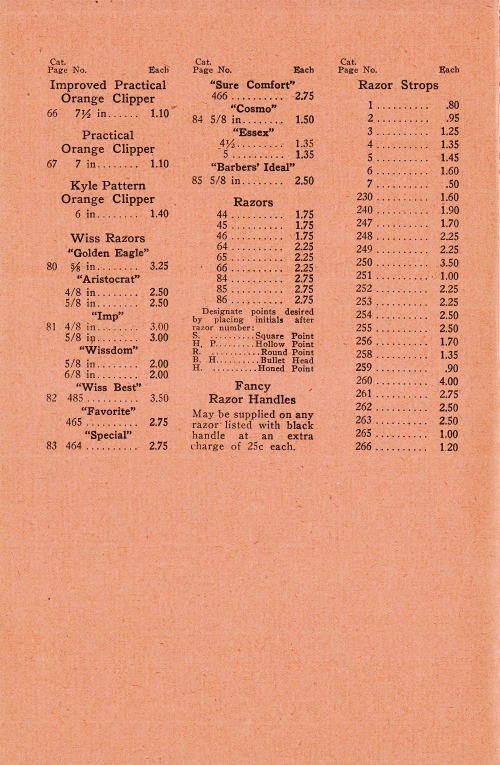 Cat.
Page No. Each
Improved Practical
Orange Clipper
66 7½ in....... 1.10
Practical
Orange Clipper
67 7 in........ 1.10
Kyle Pattern
Orange Clipper
6 in......... 1.40
Wiss Razors
"Golden Eagle"
80 ⅝ in......... 3.25
"Aristocrat"
4/8 in......... 2.50
5/8 in......... 2.50
"Imp"
81 4/8 in......... 3.00
5/8 in......... 3.00
"Wissdom"
5/8 in......... 2.00
6/8 in......... 2.00
"Wiss Best"
82 485 .......... 3.50
"Favorite"
465 .......... 2.75
"Special"
83 464 .......... 2.75
Cat.
Page No. Each
"Sure Comfort"
466 .......... 2.75
"Cosmo"
84 5/8 in........ 1.50
"Essex"
4½.......... 1.35
5 .......... 1.35
"Barbers' Ideal"
85 5/8 in........ 2.50
Razors
44 .......... 1.75
45 .......... 1.75
46 .......... 1.75
64 .......... 2.25
65 .......... 2.25
66 .......... 2.25
84 .......... 2.75
85 .......... 2.75
86 .......... 2.75
Designate points desired
by placing initials after
razor number:
S. ..........Square Point
H. P.........Hollow Point
R. ..........Round Point
B. H.........Bullet Head
H. ..........Honed Point
Fancy
Razor Handles
May be supplied on any
razor listed with black
handle at an extra
charge of 25c each.
Cat.
Page No. Each
Razor Strops
1 .......... .80
2 .......... .95
3 .......... 1.25
4 .......... 1.35
5 .......... 1.45
6 .......... 1.60
7 .......... .50
230 .......... 1.60
240 .......... 1.90
247 .......... 1.70
248 .......... 2.25
249 .......... 2.25
250 .......... 3.50
251 .......... 1.00
252 .......... 2.25
253 .......... 2.25
254 .......... 2.50
255 .......... 2.50
256 .......... 1.70
258 .......... 1.35
259 .......... .90
260 .......... 4.00
261 .......... 2.75
262 .......... 2.50
263 .......... 2.50
265 .......... 1.00
266 .......... 1.20